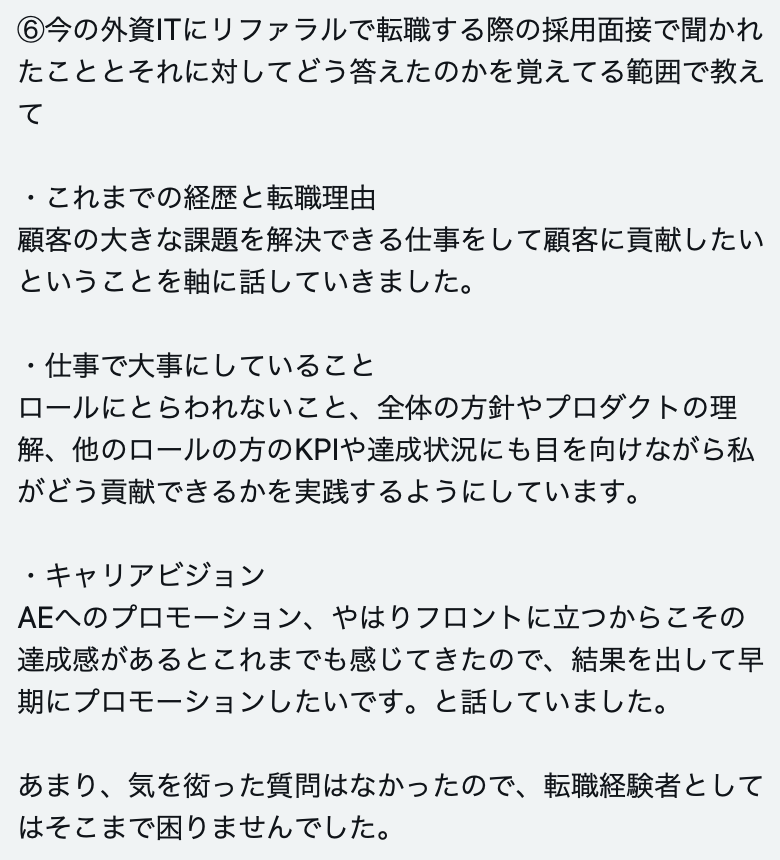 ⑥今の外資ITにリファラルで転職する際の採用面接で聞かれ
たこととそれに対してどう答えたのかを覚えてる範囲で教え
て
・これまでの経歴と転職理由
顧客の大きな課題を解決できる仕事をして顧客に貢献したい
ということを軸に話していきました。
・仕事で大事にしていること
ロールにとらわれないこと、全体の方針やプロダクトの理
解、他のロールの方のKPIや達成状況にも目を向けながら私
がどう貢献できるかを実践するようにしています。
・キャリアビジョン
AEへのプロモーション、やはりフロントに立つからこその
達成感があるとこれまでも感じてきたので、結果を出して早
期にプロモーションしたいです。と話していました。
あまり、気を衒った質問はなかったので、転職経験者として
はそこまで困りませんでした。